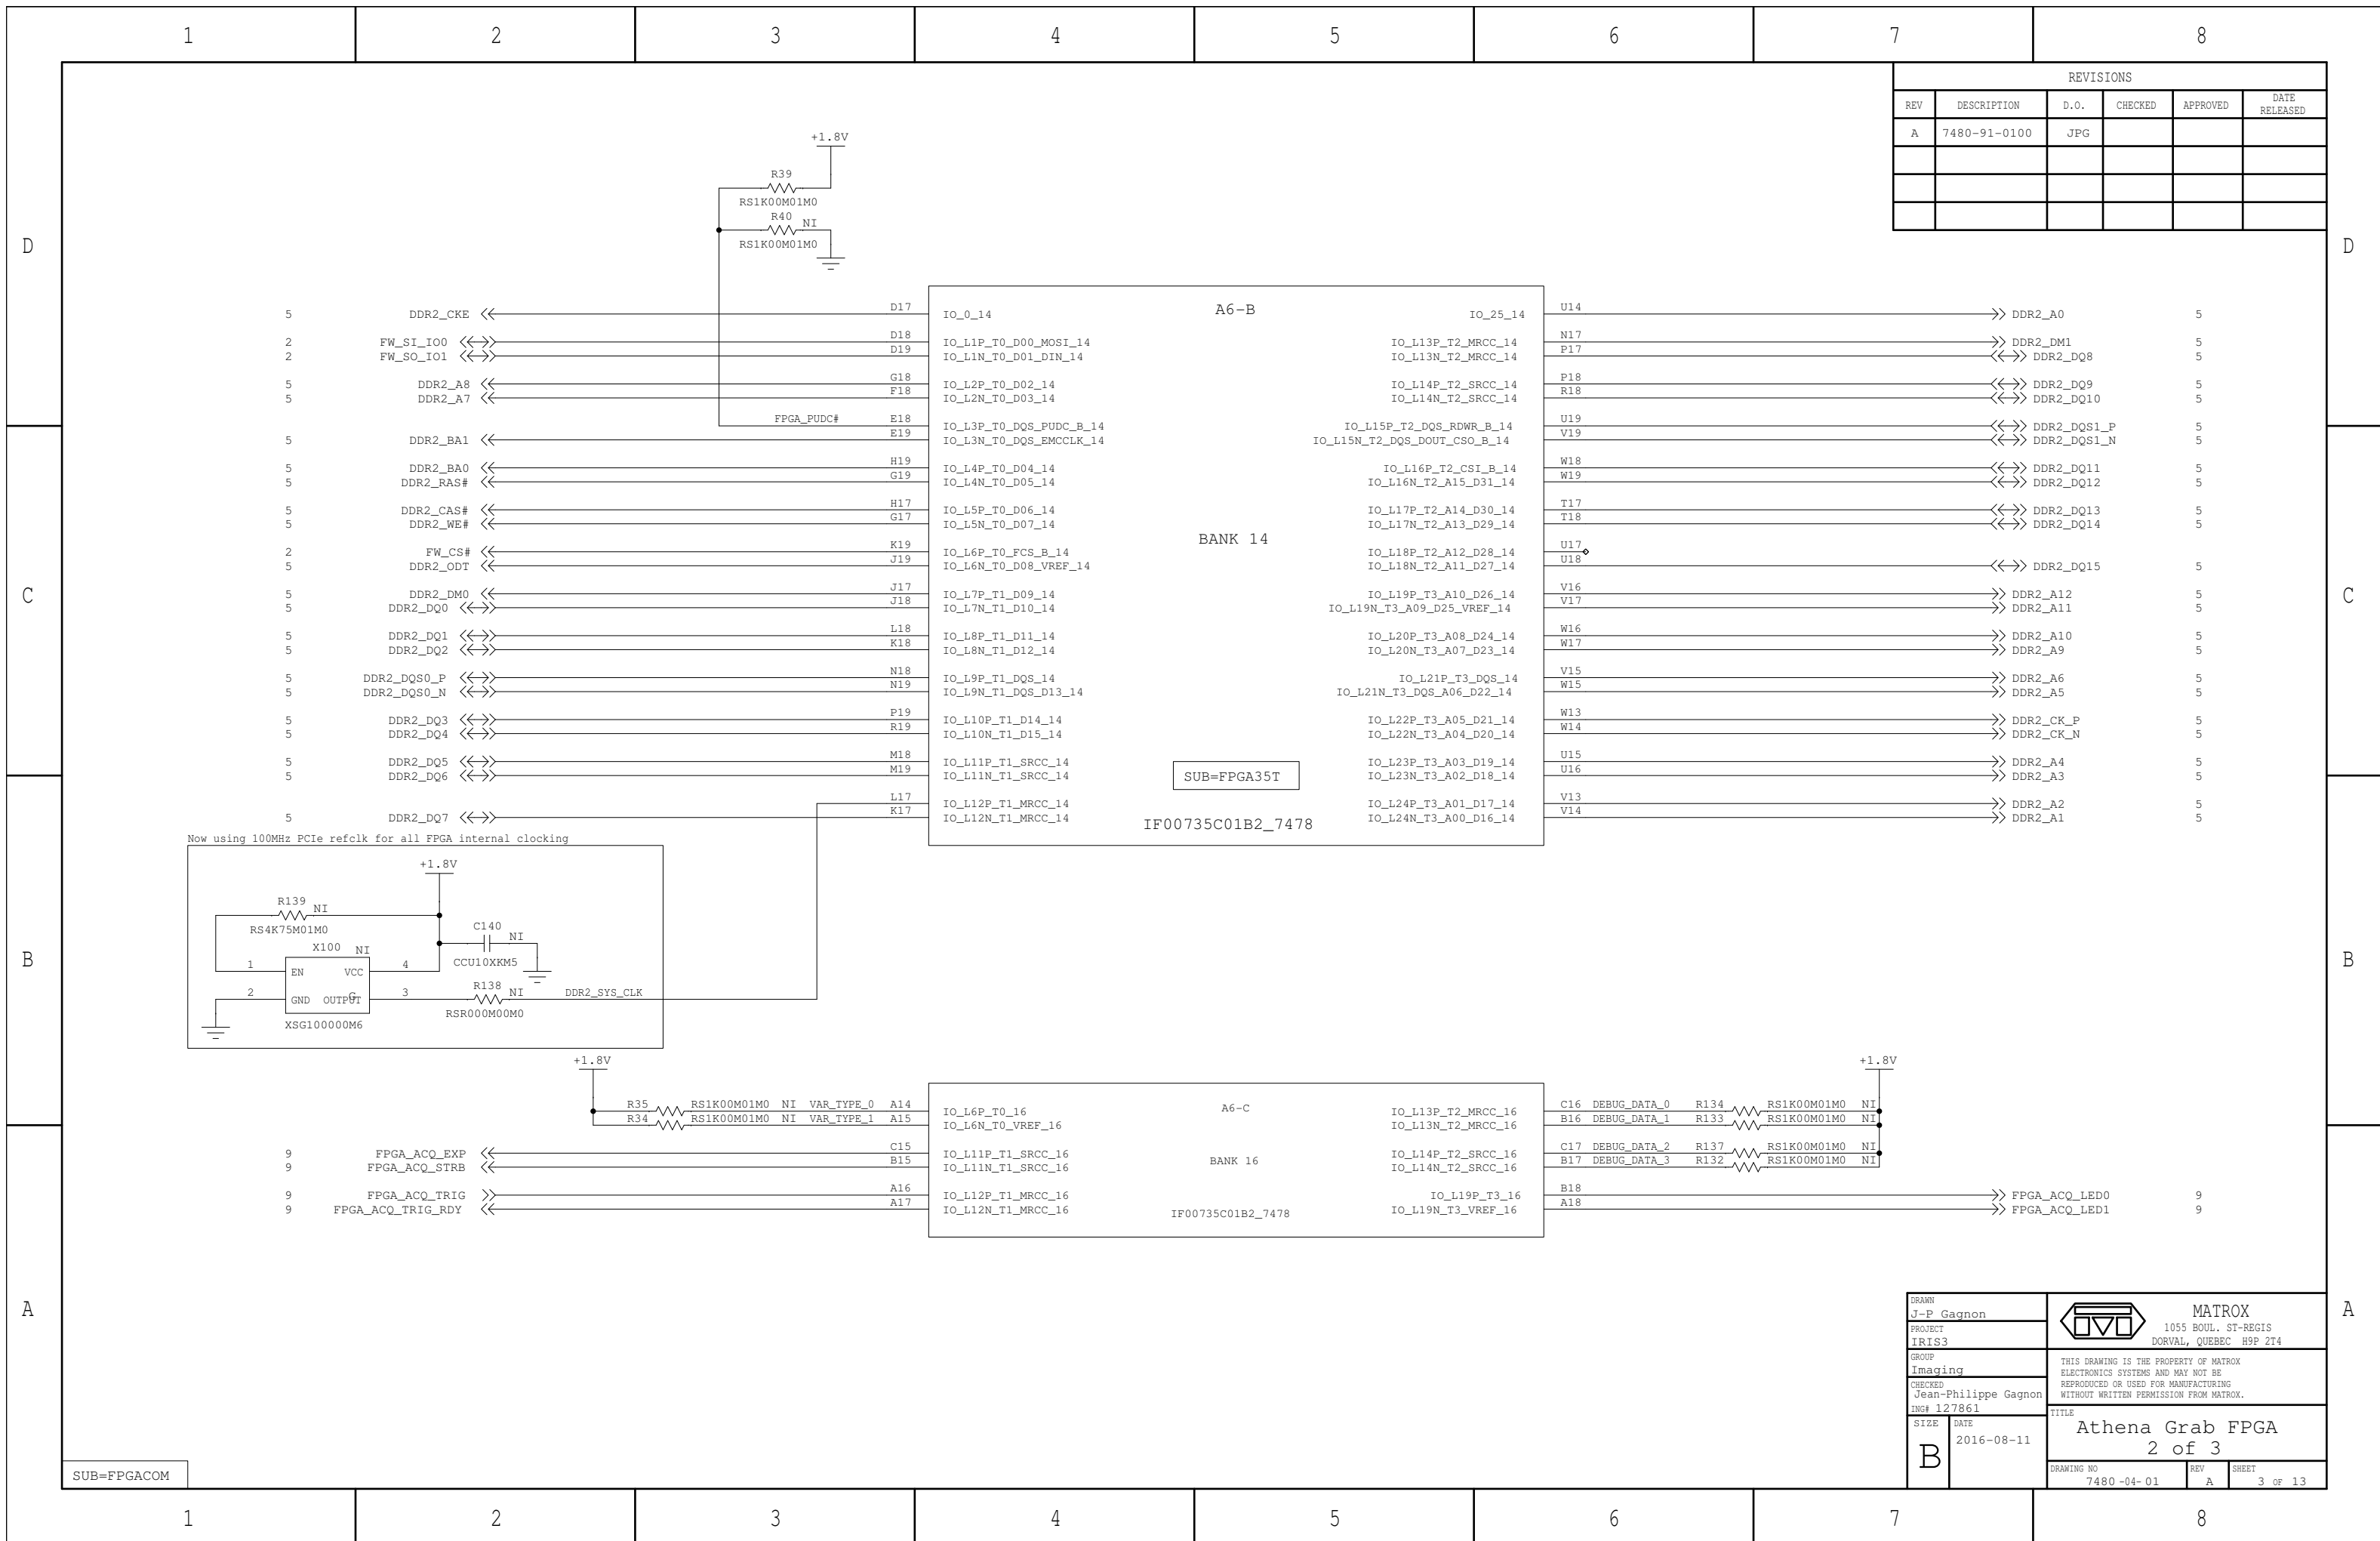 1 2 3 4 5 6 7 8
REVISIONS
REV DESCRIPTION D.O. CHECKED APPROVED DATE RELEASED
A 7480-91-0100 JPG
+1.8V
R39
RS1K00M01M0
R40 NI
RS1K00M01M0
D D
A6-B
5 DDR2_CKE D17 IO_0_14 IO_25_14 U14 DDR2_A0 5
2 FW_SI_IO0 D18 IO_L1P_T0_D00_MOSI_14 IO_L13P_T2_MRCC_14 N17 DDR2_DM1 5
2 FW_SO_IO1 D19 IO_L1N_T0_D01_DIN_14 IO_L13N_T2_MRCC_14 P17 DDR2_DQ8 5
5 DDR2_A8 G18 IO_L2P_T0_D02_14 IO_L14P_T2_SRCC_14 P18 DDR2_DQ9 5
5 DDR2_A7 F18 IO_L2N_T0_D03_14 IO_L14N_T2_SRCC_14 R18 DDR2_DQ10 5
FPGA_PUDC# E18 IO_L3P_T0_DQS_PUDC_B_14 IO_L15P_T2_DQS_RDWR_B_14 U19 DDR2_DQS1_P 5
5 DDR2_BA1 E19 IO_L3N_T0_DQS_EMCCLK_14 IO_L15N_T2_DQS_DOUT_CSO_B_14 V19 DDR2_DQS1_N 5
5 DDR2_BA0 H19 IO_L4P_T0_D04_14 IO_L16P_T2_CSI_B_14 W18 DDR2_DQ11 5
5 DDR2_RAS# G19 IO_L4N_T0_D05_14 IO_L16N_T2_A15_D31_14 W19 DDR2_DQ12 5
5 DDR2_CAS# H17 IO_L5P_T0_D06_14 IO_L17P_T2_A14_D30_14 T17 DDR2_DQ13 5
5 DDR2_WE# G17 IO_L5N_T0_D07_14 IO_L17N_T2_A13_D29_14 T18 DDR2_DQ14 5
BANK 14
2 FW_CS# K19 IO_L6P_T0_FCS_B_14 IO_L18P_T2_A12_D28_14 U17
5 DDR2_ODT J19 IO_L6N_T0_D08_VREF_14 IO_L18N_T2_A11_D27_14 U18 DDR2_DQ15 5
C C
5 DDR2_DM0 J17 IO_L7P_T1_D09_14 IO_L19P_T3_A10_D26_14 V16 DDR2_A12 5
5 DDR2_DQ0 J18 IO_L7N_T1_D10_14 IO_L19N_T3_A09_D25_VREF_14 V17 DDR2_A11 5
5 DDR2_DQ1 L18 IO_L8P_T1_D11_14 IO_L20P_T3_A08_D24_14 W16 DDR2_A10 5
5 DDR2_DQ2 K18 IO_L8N_T1_D12_14 IO_L20N_T3_A07_D23_14 W17 DDR2_A9 5
5 DDR2_DQS0_P N18 IO_L9P_T1_DQS_14 IO_L21P_T3_DQS_14 V15 DDR2_A6 5
5 DDR2_DQS0_N N19 IO_L9N_T1_DQS_D13_14 IO_L21N_T3_DQS_A06_D22_14 W15 DDR2_A5 5
5 DDR2_DQ3 P19 IO_L10P_T1_D14_14 IO_L22P_T3_A05_D21_14 W13 DDR2_CK_P 5
5 DDR2_DQ4 R19 IO_L10N_T1_D15_14 IO_L22N_T3_A04_D20_14 W14 DDR2_CK_N 5
5 DDR2_DQ5 M18 IO_L11P_T1_SRCC_14 IO_L23P_T3_A03_D19_14 U15 DDR2_A4 5
5 DDR2_DQ6 M19 IO_L11N_T1_SRCC_14 SUB=FPGA35T IO_L23N_T3_A02_D18_14 U16 DDR2_A3 5
L17 IO_L12P_T1_MRCC_14 IO_L24P_T3_A01_D17_14 V13 DDR2_A2 5
5 DDR2_DQ7 K17 IO_L12N_T1_MRCC_14 IO_L24N_T3_A00_D16_14 V14 DDR2_A1 5
IF00735C01B2_7478
Now using 100MHz PCIe refclk for all FPGA internal clocking
+1.8V
R139 NI
RS4K75M01M0
C140 NI
CCU10XKM5
X100 NI
B B
1 EN VCC 4
2 GND OUTPUT G 3
XSG100000M6
R138 NI DDR2_SYS_CLK
RSR000M00M0
+1.8V +1.8V
A6-C
R35 RS1K00M01M0 NI VAR_TYPE_0 A14 IO_L6P_T0_16 IO_L13P_T2_MRCC_16 C16 DEBUG_DATA_0 R134 RS1K00M01M0 NI
R34 RS1K00M01M0 NI VAR_TYPE_1 A15 IO_L6N_T0_VREF_16 IO_L13N_T2_MRCC_16 B16 DEBUG_DATA_1 R133 RS1K00M01M0 NI
9 FPGA_ACQ_EXP C15 IO_L11P_T1_SRCC_16 IO_L14P_T2_SRCC_16 C17 DEBUG_DATA_2 R137 RS1K00M01M0 NI
BANK 16
9 FPGA_ACQ_STRB B15 IO_L11N_T1_SRCC_16 IO_L14N_T2_SRCC_16 B17 DEBUG_DATA_3 R132 RS1K00M01M0 NI
9 FPGA_ACQ_TRIG A16 IO_L12P_T1_MRCC_16 IO_L19P_T3_16 B18 FPGA_ACQ_LED0 9
9 FPGA_ACQ_TRIG_RDY A17 IO_L12N_T1_MRCC_16 IO_L19N_T3_VREF_16 A18 FPGA_ACQ_LED1 9
IF00735C01B2_7478
A A
DRAWN
J-P Gagnon
PROJECT
IRIS3
GROUP
Imaging
CHECKED
Jean-Philippe Gagnon
ING# 127861
SIZE
B
DATE
2016-08-11
MATROX
1055 BOUL. ST-REGIS
DORVAL, QUEBEC H9P 2T4
THIS DRAWING IS THE PROPERTY OF MATROX
ELECTRONICS SYSTEMS AND MAY NOT BE
REPRODUCED OR USED FOR MANUFACTURING
WITHOUT WRITTEN PERMISSION FROM MATROX.
TITLE
Athena Grab FPGA
2 of 3
DRAWING NO
7480 -04- 01
REV
A
SHEET
3 OF 13
SUB=FPGACOM
1 2 3 4 5 6 7 8